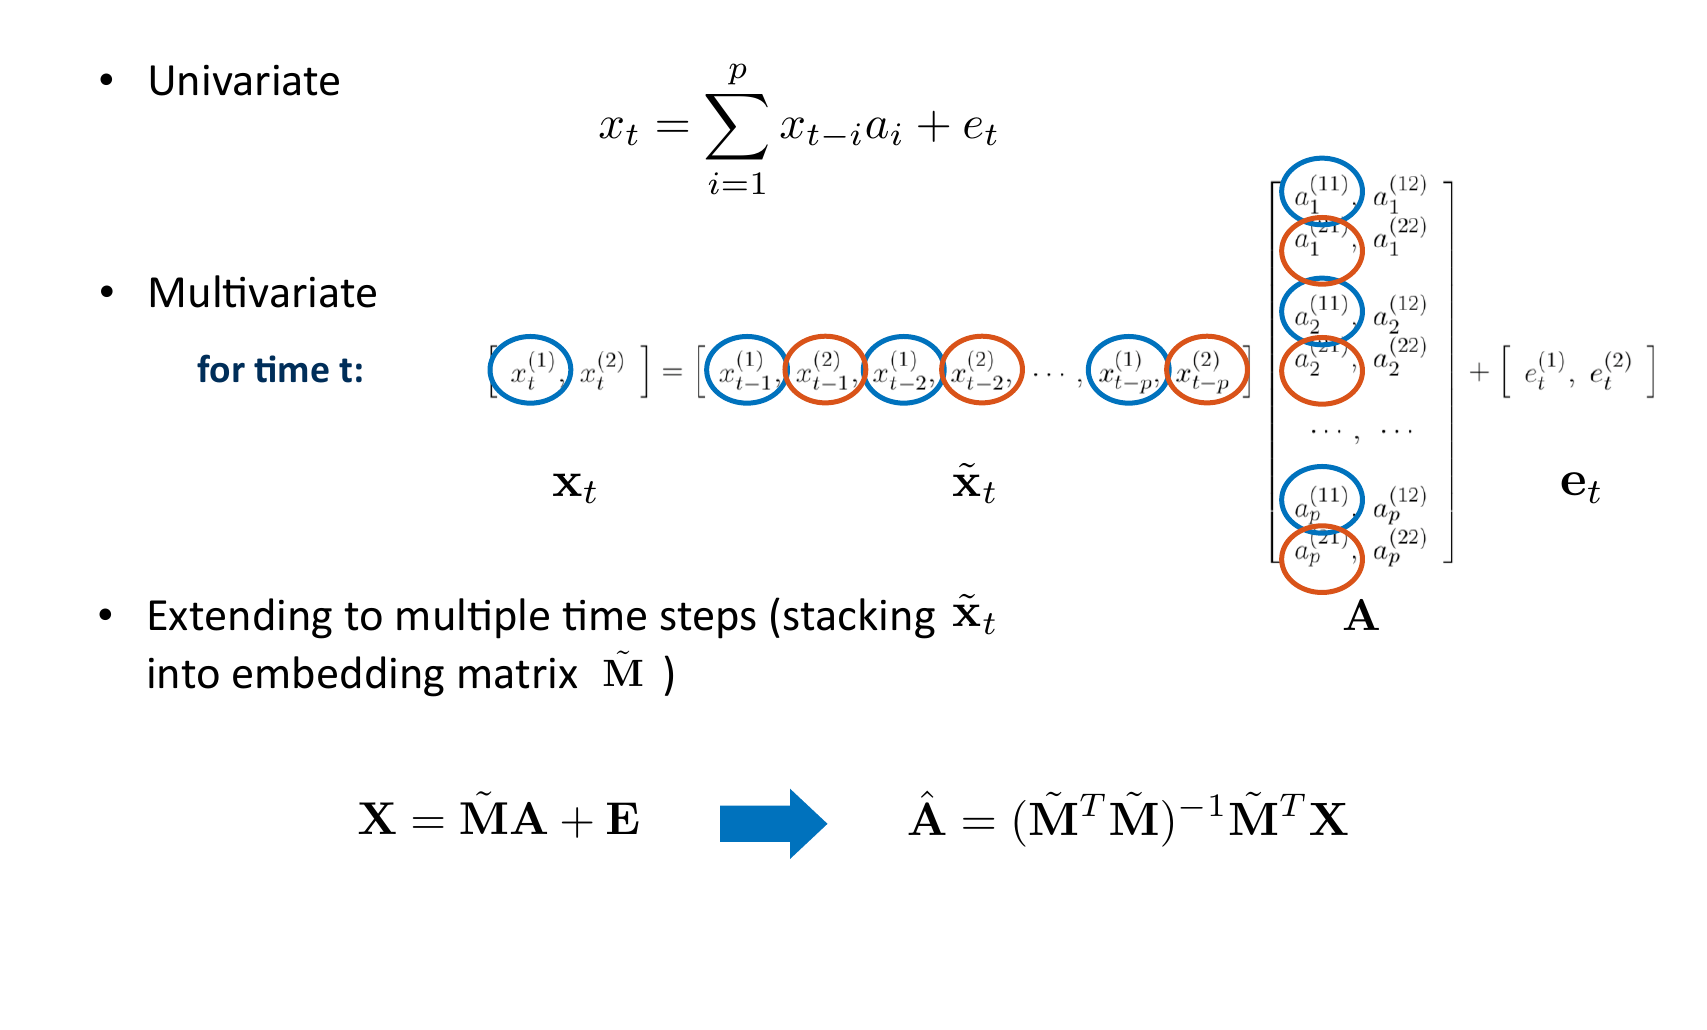 • Univariate
x_t = \sum_{i=1}^{p} x_{t-i} a_i + e_t
• Multivariate
for time t:
[ x_t^{(1)}, x_t^{(2)} ] = [ x_{t-1}^{(1)}, x_{t-1}^{(2)}, x_{t-2}^{(1)}, x_{t-2}^{(2)}, ··· , x_{t-p}^{(1)}, x_{t-p}^{(2)} ]
a_1^{(11)}, a_1^{(12)}
a_1^{(21)}, a_1^{(22)}
a_2^{(11)}, a_2^{(12)}
a_2^{(21)}, a_2^{(22)}
··· , ···
a_p^{(11)}, a_p^{(12)}
a_p^{(21)}, a_p^{(22)}
+ [ e_t^{(1)}, e_t^{(2)} ]
x_t
x̃_t
A
e_t
• Extending to multiple time steps (stacking x̃_t
into embedding matrix M̃ )
X = M̃A + E
Â = (M̃^T M̃)^{-1} M̃^T X